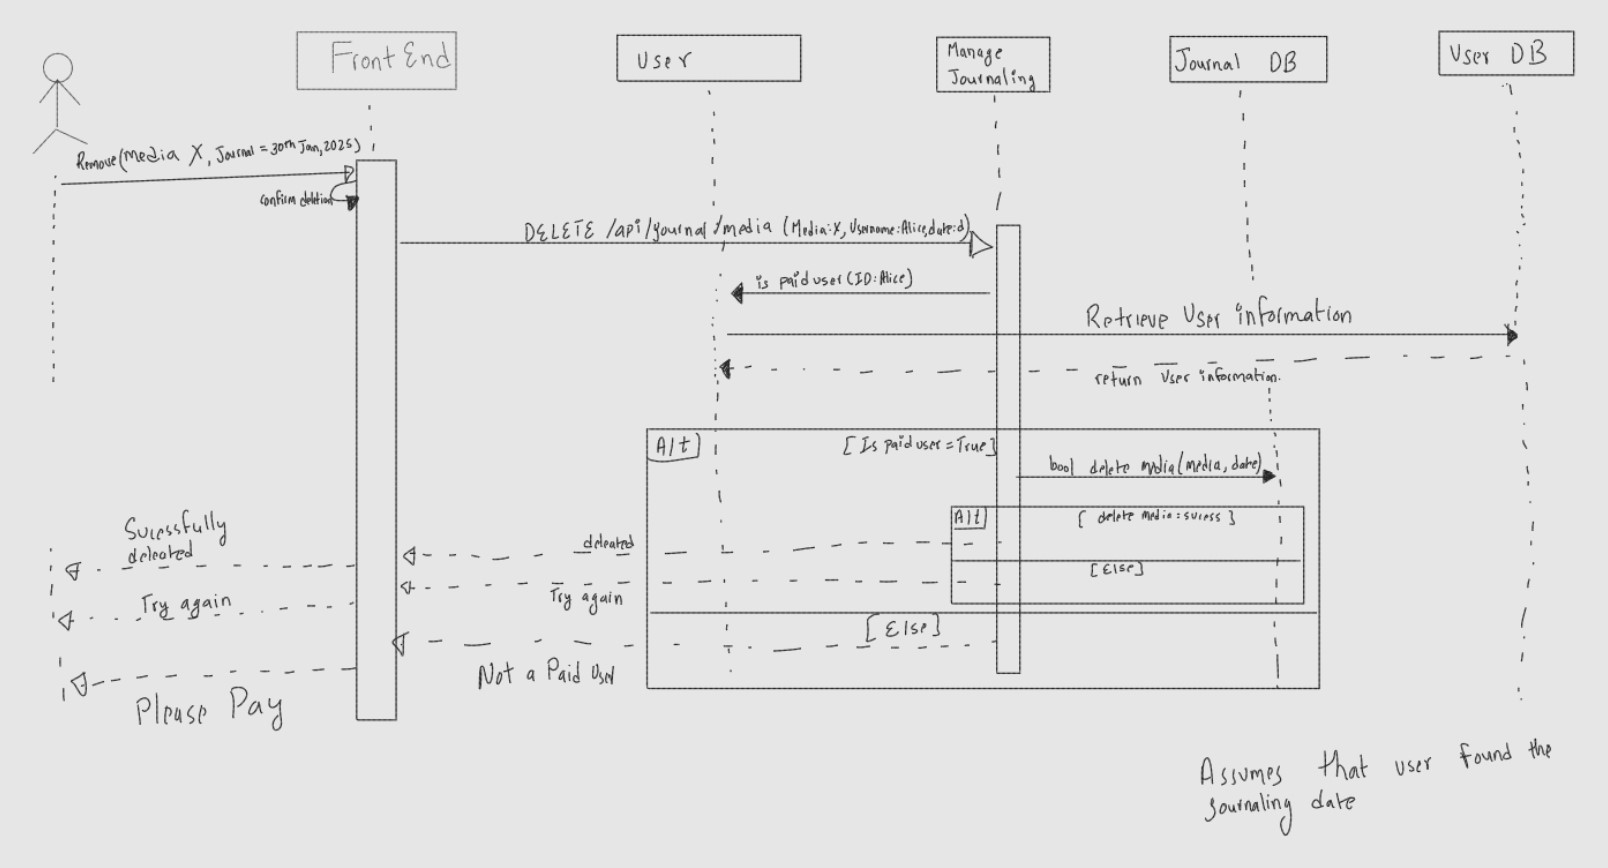 Front End
User
Manage
Journaling
Journal DB
User DB
Remove(Media X, Journal = 30th Jan, 2025)
confirm deletion
DELETE /api/journal/media (Media:X, Username:Alice, date:d)
is paid user (ID:Alice)
Retrieve User information
return User information.
Alt
[Is paid user = True]
bool delete media(media, date)
Alt
[ delete media = sucess ]
Sucessfully
deleated
deleated
[Else]
Try again
Try again
[Else]
Not a Paid User
Please Pay
Assumes that user found the
journaling date